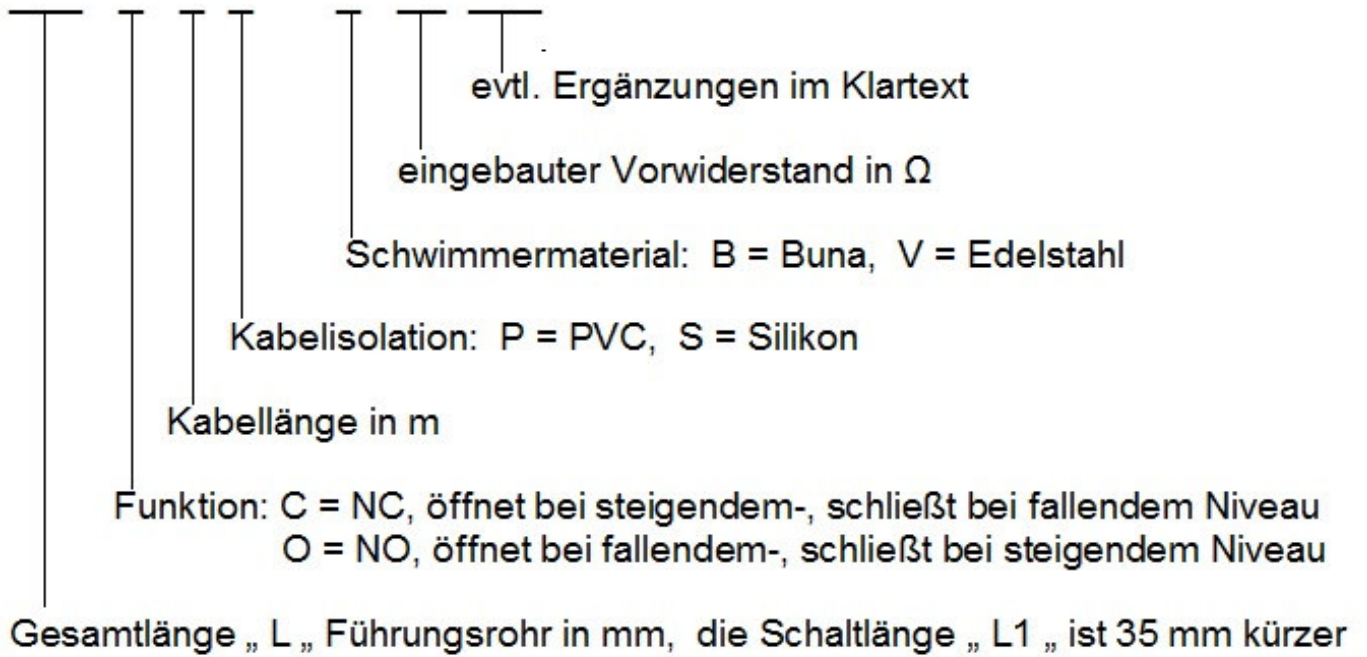 evtl. Ergänzungen im Klartext
eingebauter Vorwiderstand in Ω
Schwimmermaterial: B = Buna, V = Edelstahl
Kabelisolation: P = PVC, S = Silikon
Kabellänge in m
Funktion: C = NC, öffnet bei steigendem-, schließt bei fallendem Niveau
O = NO, öffnet bei fallendem-, schließt bei steigendem Niveau
Gesamtlänge „ L „ Führungsrohr in mm, die Schaltlänge „ L1 „ ist 35 mm kürzer